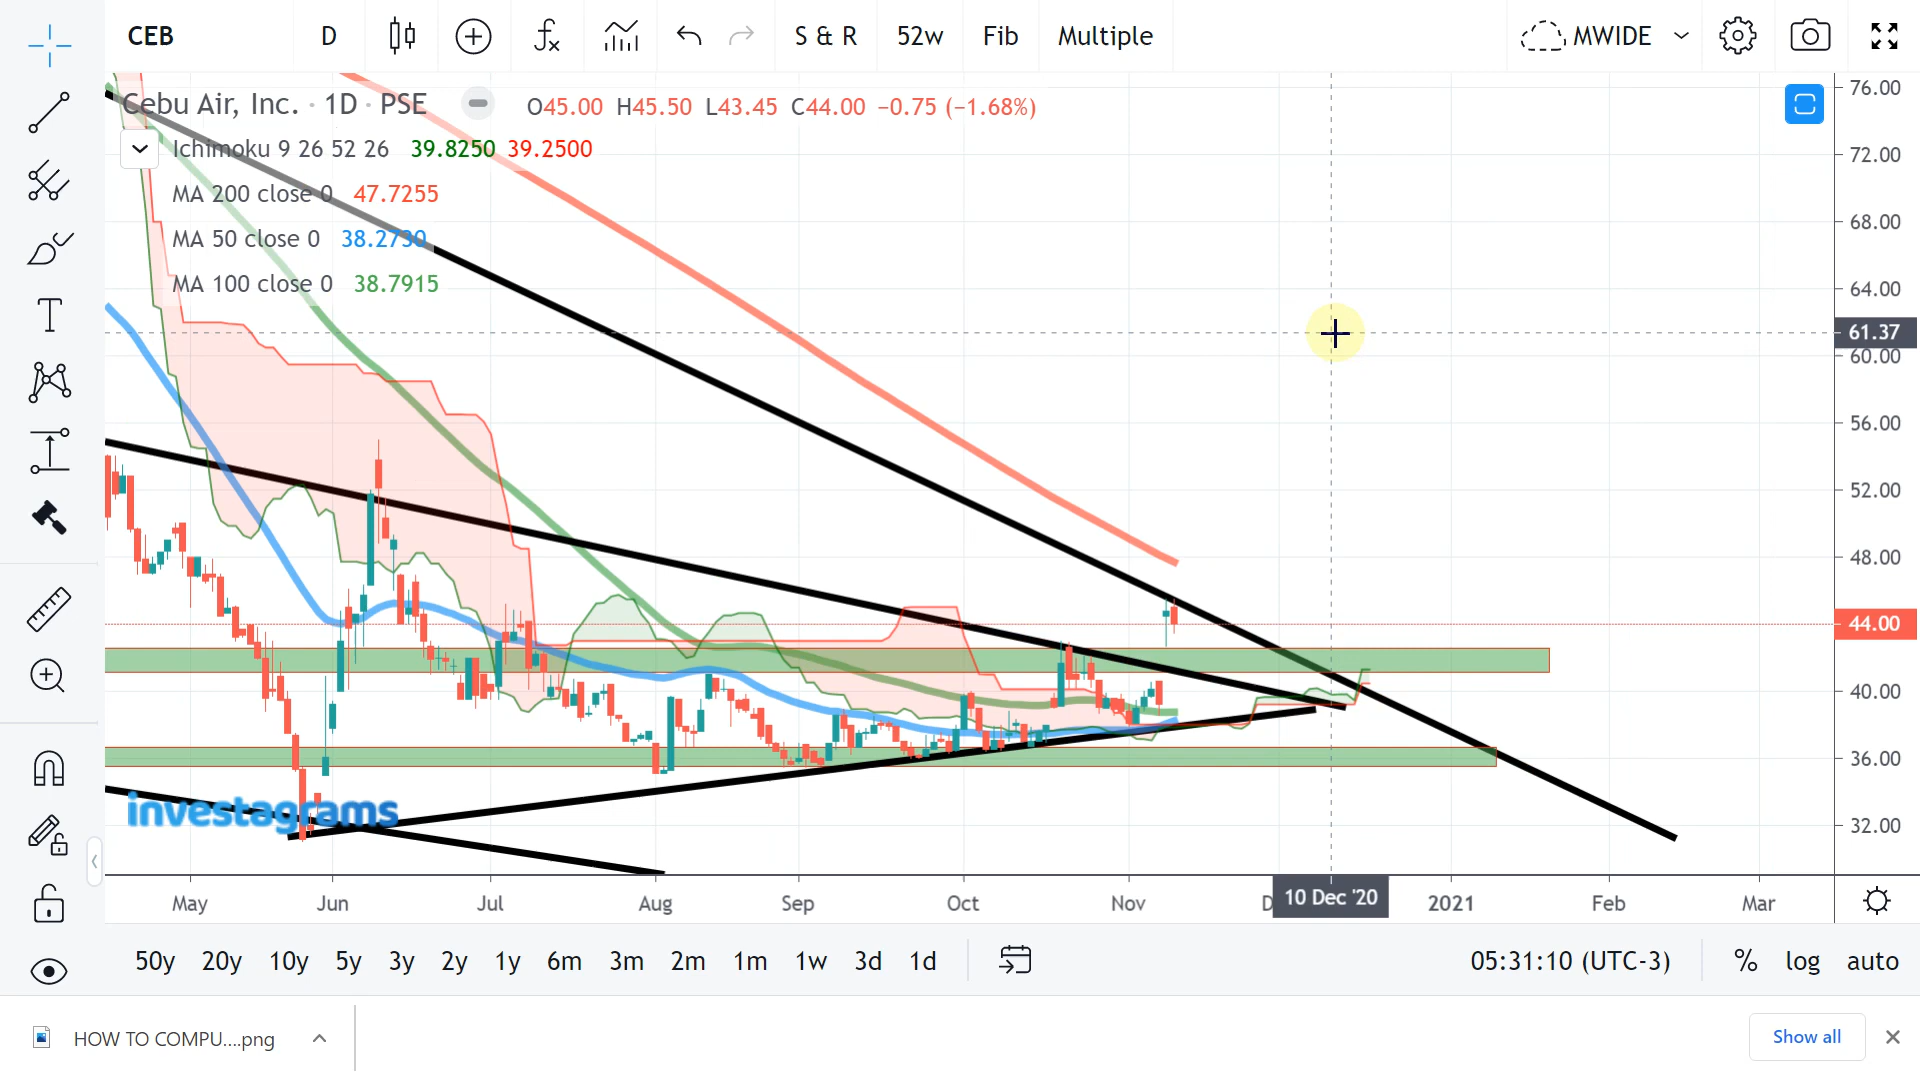 CEB D S & R 52w Fib Multiple MWIDE
Cebu Air, Inc. · 1D · PSE O45.00 H45.50 L43.45 C44.00 −0.75 (−1.68%)
Ichimoku 9 26 52 26 39.8250 39.2500
MA 200 close 0 47.7255
MA 50 close 0 38.2730
MA 100 close 0 38.7915
76.00
72.00
68.00
64.00
61.37
60.00
56.00
52.00
48.00
44.00
40.00
36.00
32.00
investagrams
May Jun Jul Aug Sep Oct Nov D 10 Dec '20 2021 Feb Mar
50y 20y 10y 5y 3y 2y 1y 6m 3m 2m 1m 1w 3d 1d 05:31:10 (UTC-3) % log auto
HOW TO COMPU....png Show all